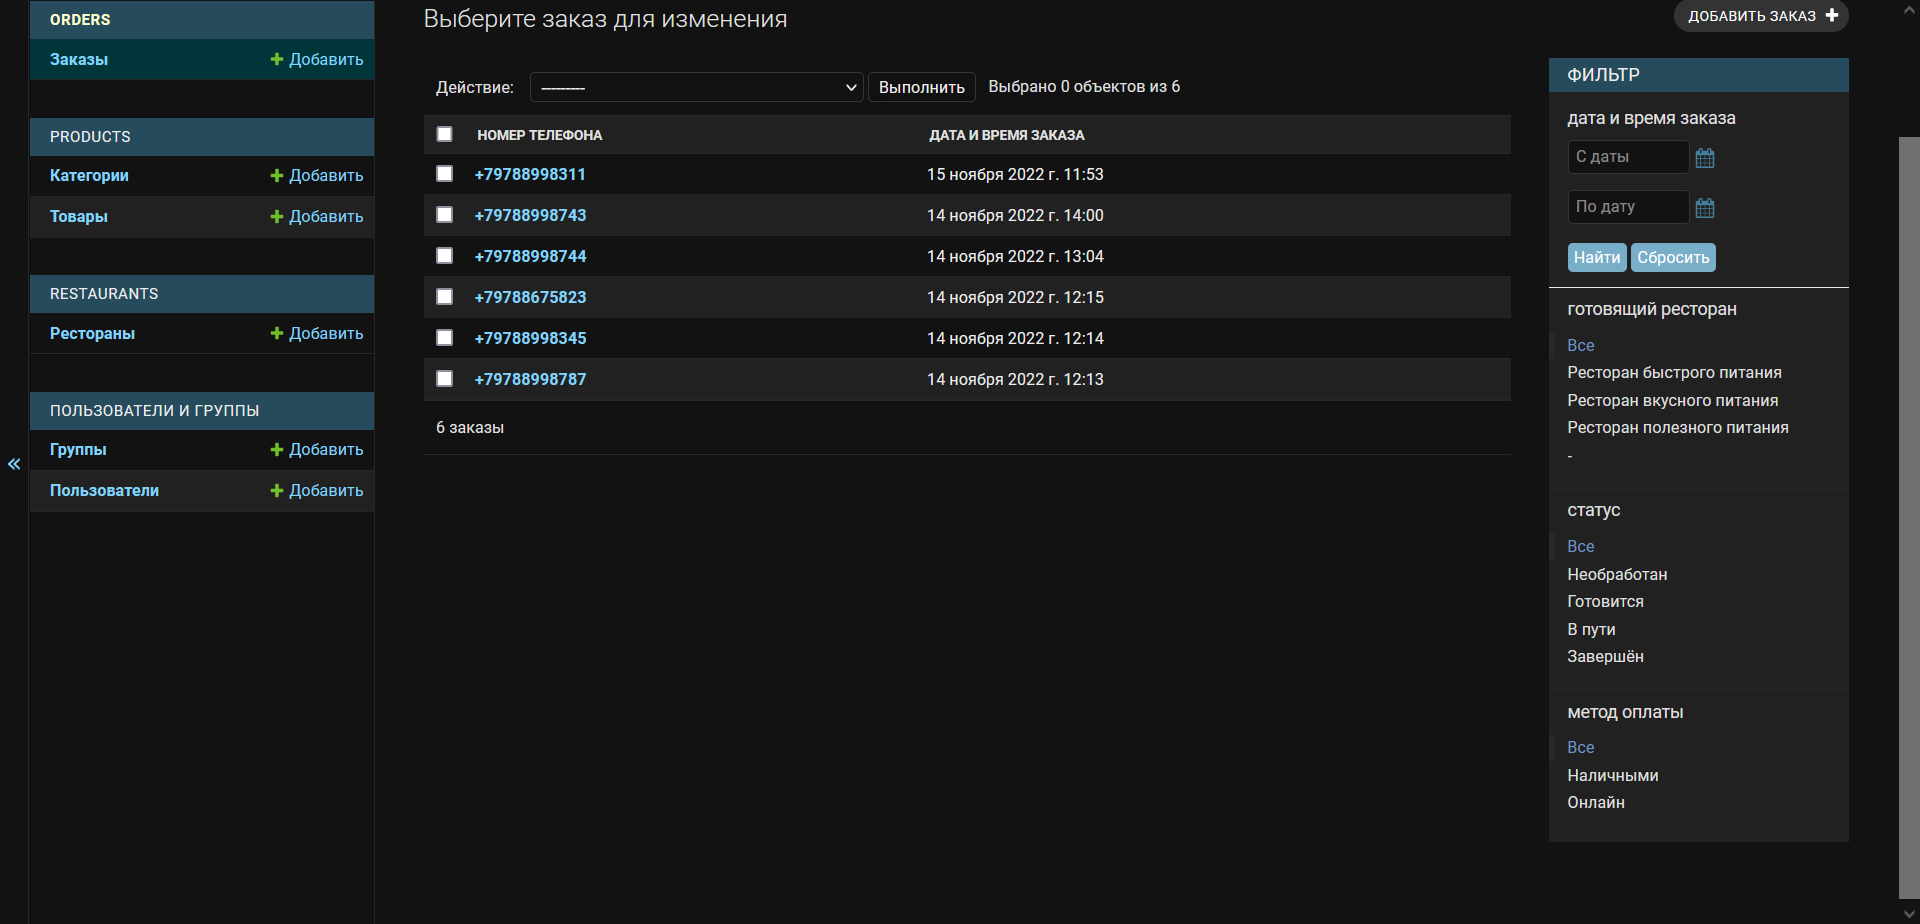 ORDERS
Заказы + Добавить
PRODUCTS
Категории + Добавить
Товары + Добавить
RESTAURANTS
Рестораны + Добавить
ПОЛЬЗОВАТЕЛИ И ГРУППЫ
Группы + Добавить
Пользователи + Добавить
«
Выберите заказ для изменения
ДОБАВИТЬ ЗАКАЗ +
Действие: --------- Выполнить Выбрано 0 объектов из 6
НОМЕР ТЕЛЕФОНА ДАТА И ВРЕМЯ ЗАКАЗА
+79788998311 15 ноября 2022 г. 11:53
+79788998743 14 ноября 2022 г. 14:00
+79788998744 14 ноября 2022 г. 13:04
+79788675823 14 ноября 2022 г. 12:15
+79788998345 14 ноября 2022 г. 12:14
+79788998787 14 ноября 2022 г. 12:13
6 заказы
ФИЛЬТР
дата и время заказа
С даты
По дату
Найти Сбросить
готовящий ресторан
Все
Ресторан быстрого питания
Ресторан вкусного питания
Ресторан полезного питания
-
статус
Все
Необработан
Готовится
В пути
Завершён
метод оплаты
Все
Наличными
Онлайн